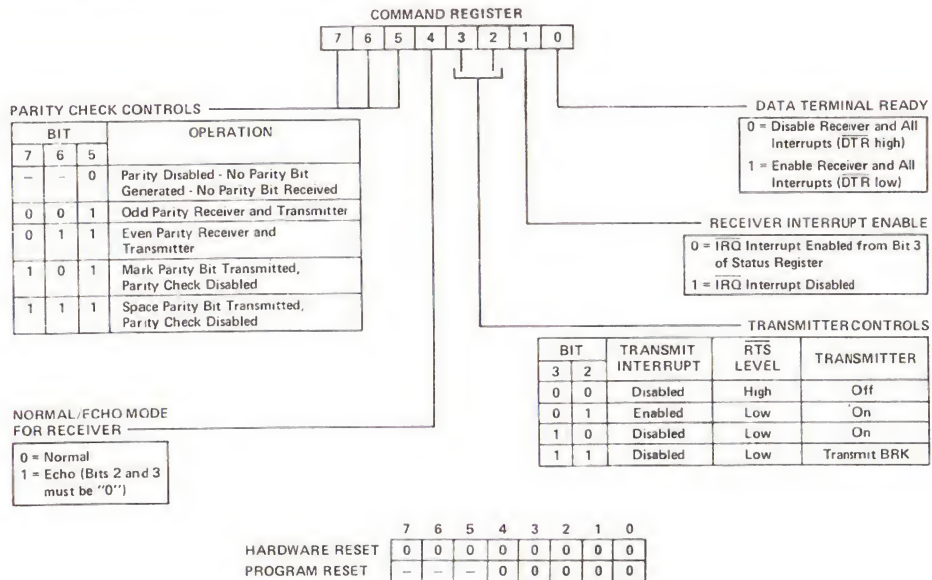 COMMAND REGISTER
7 6 5 4 3 2 1 0
PARITY CHECK CONTROLS
BIT OPERATION
7 6 5
– – 0 Parity Disabled - No Parity Bit
Generated - No Parity Bit Received
0 0 1 Odd Parity Receiver and Transmitter
0 1 1 Even Parity Receiver and
Transmitter
1 0 1 Mark Parity Bit Transmitted,
Parity Check Disabled
1 1 1 Space Parity Bit Transmitted,
Parity Check Disabled
NORMAL/ECHO MODE
FOR RECEIVER
0 = Normal
1 = Echo (Bits 2 and 3
must be "0")
DATA TERMINAL READY
0 = Disable Receiver and All
Interrupts (DTR high)
1 = Enable Receiver and All
Interrupts (DTR low)
RECEIVER INTERRUPT ENABLE
0 = IRQ Interrupt Enabled from Bit 3
of Status Register
1 = IRQ Interrupt Disabled
TRANSMITTER CONTROLS
BIT TRANSMIT RTS TRANSMITTER
3 2 INTERRUPT LEVEL
0 0 Disabled High Off
0 1 Enabled Low On
1 0 Disabled Low On
1 1 Disabled Low Transmit BRK
7 6 5 4 3 2 1 0
HARDWARE RESET 0 0 0 0 0 0 0 0
PROGRAM RESET – – – 0 0 0 0 0